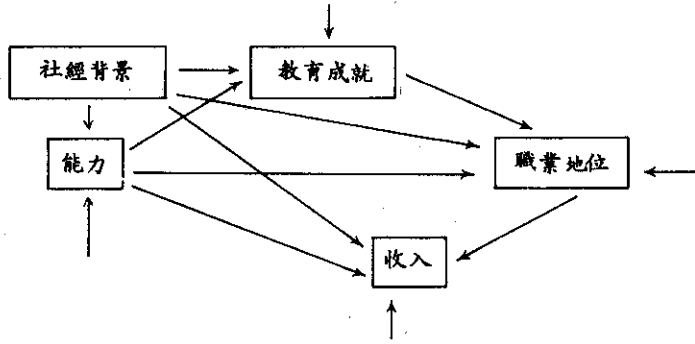 社經背景
教育成就
能力
職業地位
收入